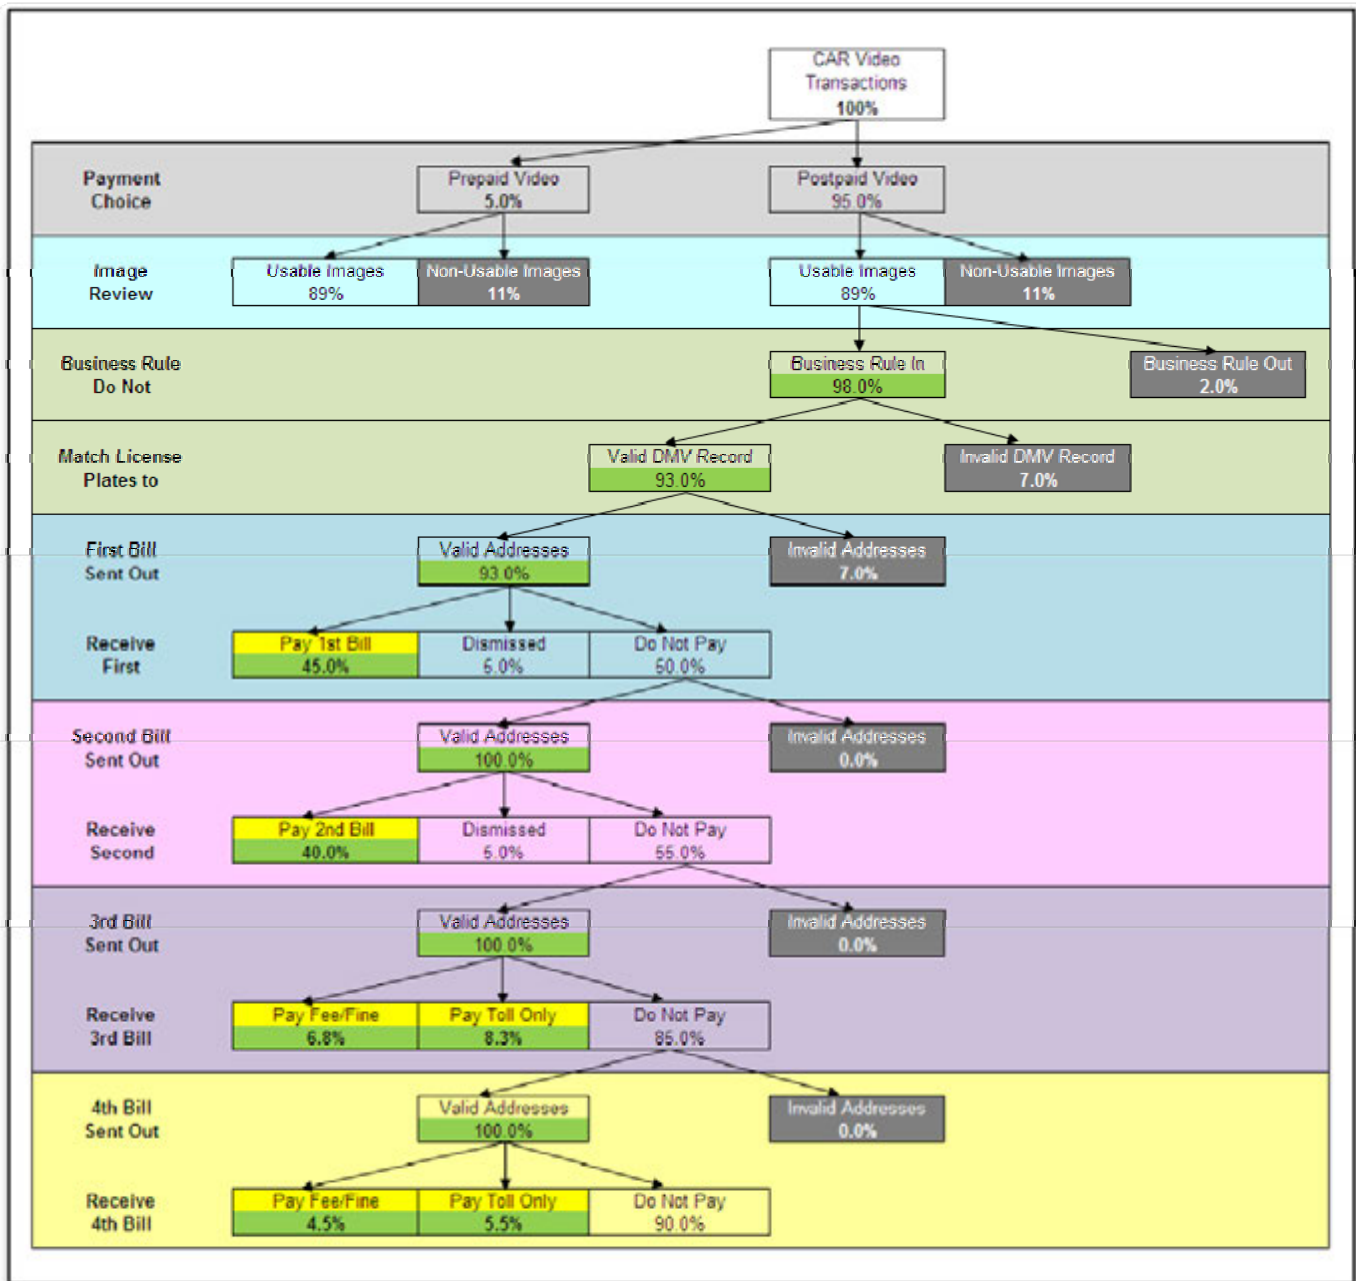 CAR Video
Transactions
100%
Payment
Choice
Prepaid Video
5.0%
Postpaid Video
95.0%
Image
Review
Usable Images
89%
Non-Usable Images
11%
Usable Images
89%
Non-Usable Images
11%
Business Rule
Do Not
Business Rule In
98.0%
Business Rule Out
2.0%
Match License
Plates to
Valid DMV Record
93.0%
Invalid DMV Record
7.0%
First Bill
Sent Out
Valid Addresses
93.0%
Invalid Addresses
7.0%
Receive
First
Pay 1st Bill
45.0%
Dismissed
5.0%
Do Not Pay
50.0%
Second Bill
Sent Out
Valid Addresses
100.0%
Invalid Addresses
0.0%
Receive
Second
Pay 2nd Bill
40.0%
Dismissed
5.0%
Do Not Pay
55.0%
3rd Bill
Sent Out
Valid Addresses
100.0%
Invalid Addresses
0.0%
Receive
3rd Bill
Pay Fee/Fine
6.8%
Pay Toll Only
8.3%
Do Not Pay
85.0%
4th Bill
Sent Out
Valid Addresses
100.0%
Invalid Addresses
0.0%
Receive
4th Bill
Pay Fee/Fine
4.5%
Pay Toll Only
5.5%
Do Not Pay
90.0%